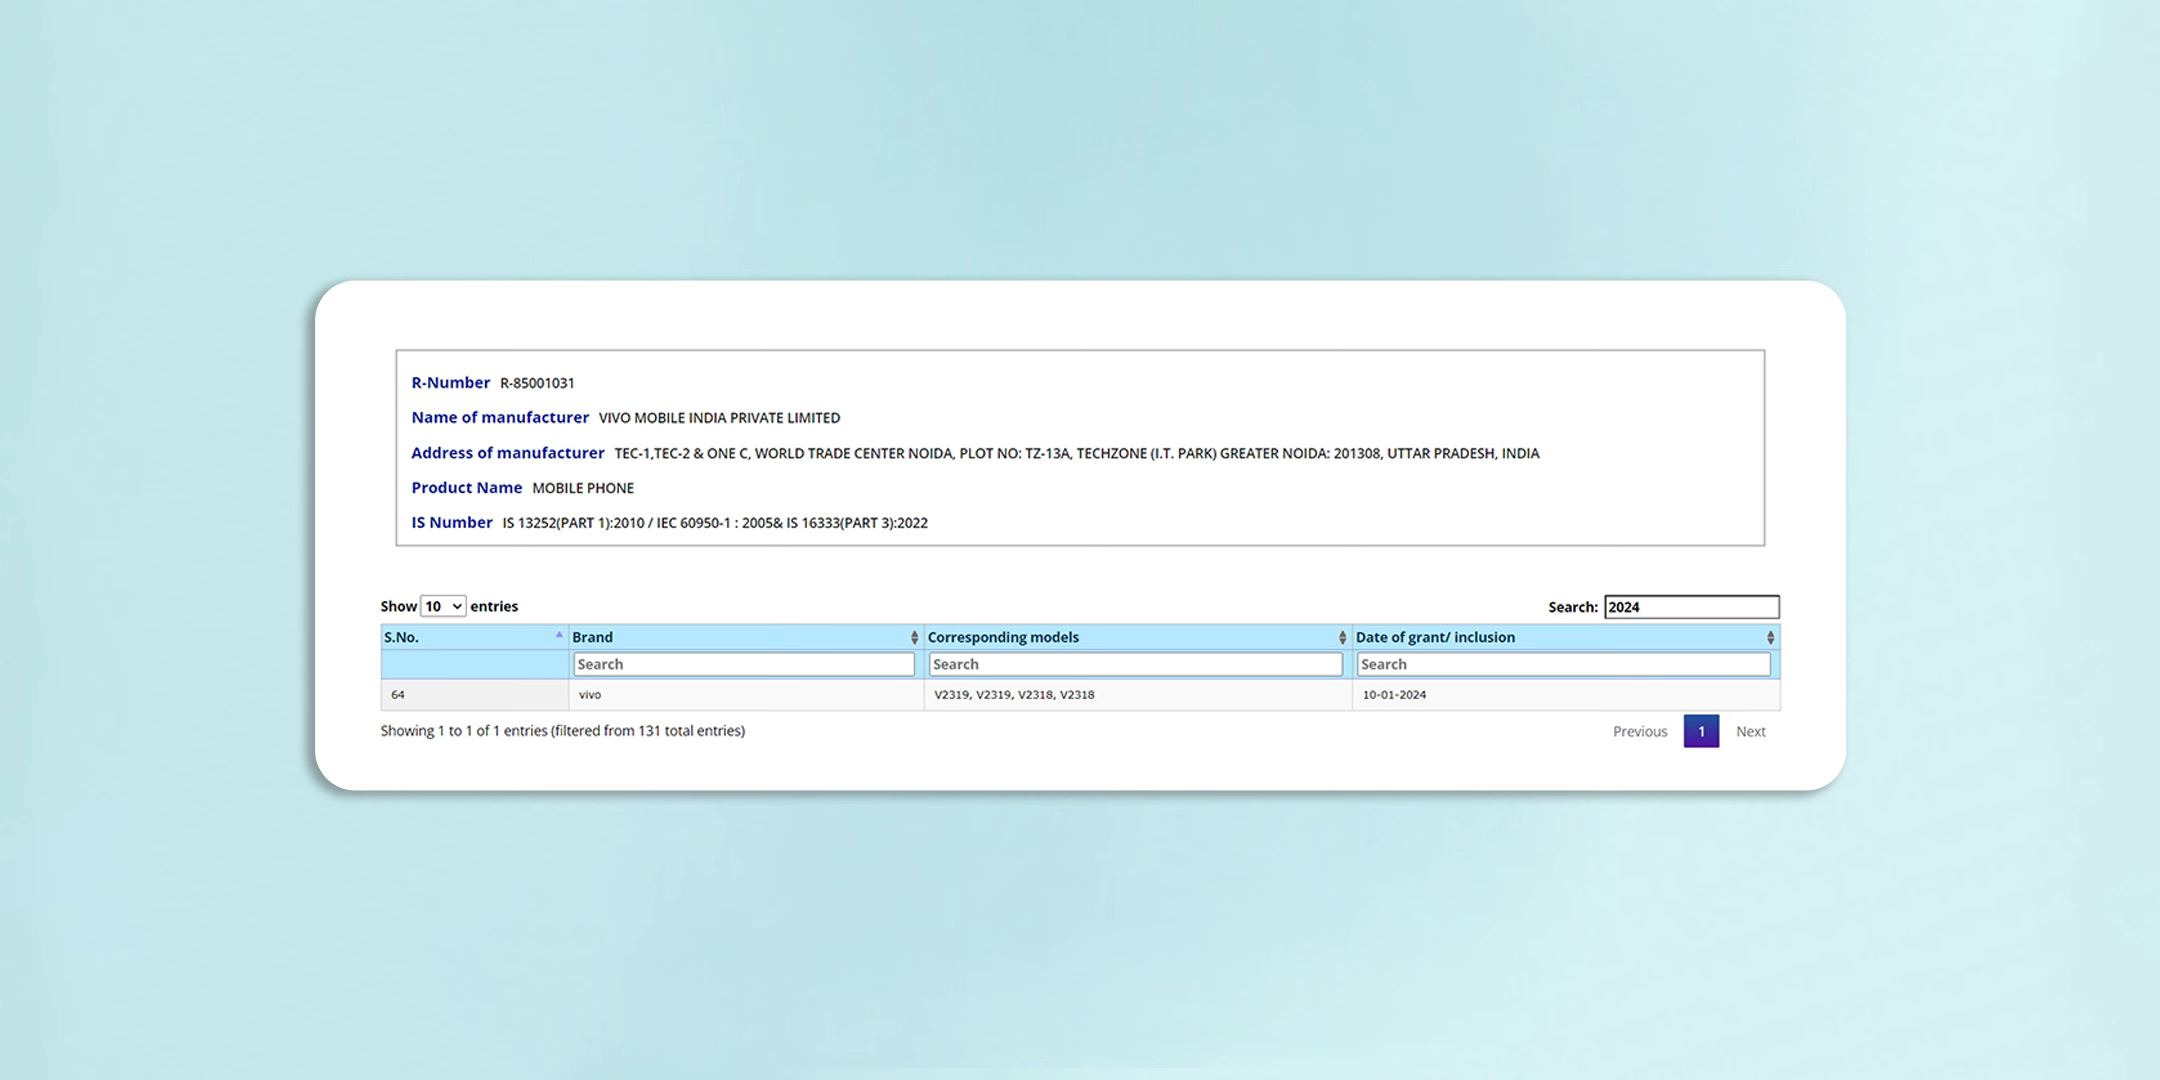 R-Number R-85001031
Name of manufacturer VIVO MOBILE INDIA PRIVATE LIMITED
Address of manufacturer TEC-1,TEC-2 & ONE C, WORLD TRADE CENTER NOIDA, PLOT NO: TZ-13A, TECHZONE (I.T. PARK) GREATER NOIDA: 201308, UTTAR PRADESH, INDIA
Product Name MOBILE PHONE
IS Number IS 13252(PART 1):2010 / IEC 60950-1 : 2005& IS 16333(PART 3):2022
Show 10 entries Search: 2024
S.No. Brand Corresponding models Date of grant/ inclusion
Search Search Search
64 vivo V2319, V2319, V2318, V2318 10-01-2024
Showing 1 to 1 of 1 entries (filtered from 131 total entries) Previous 1 Next